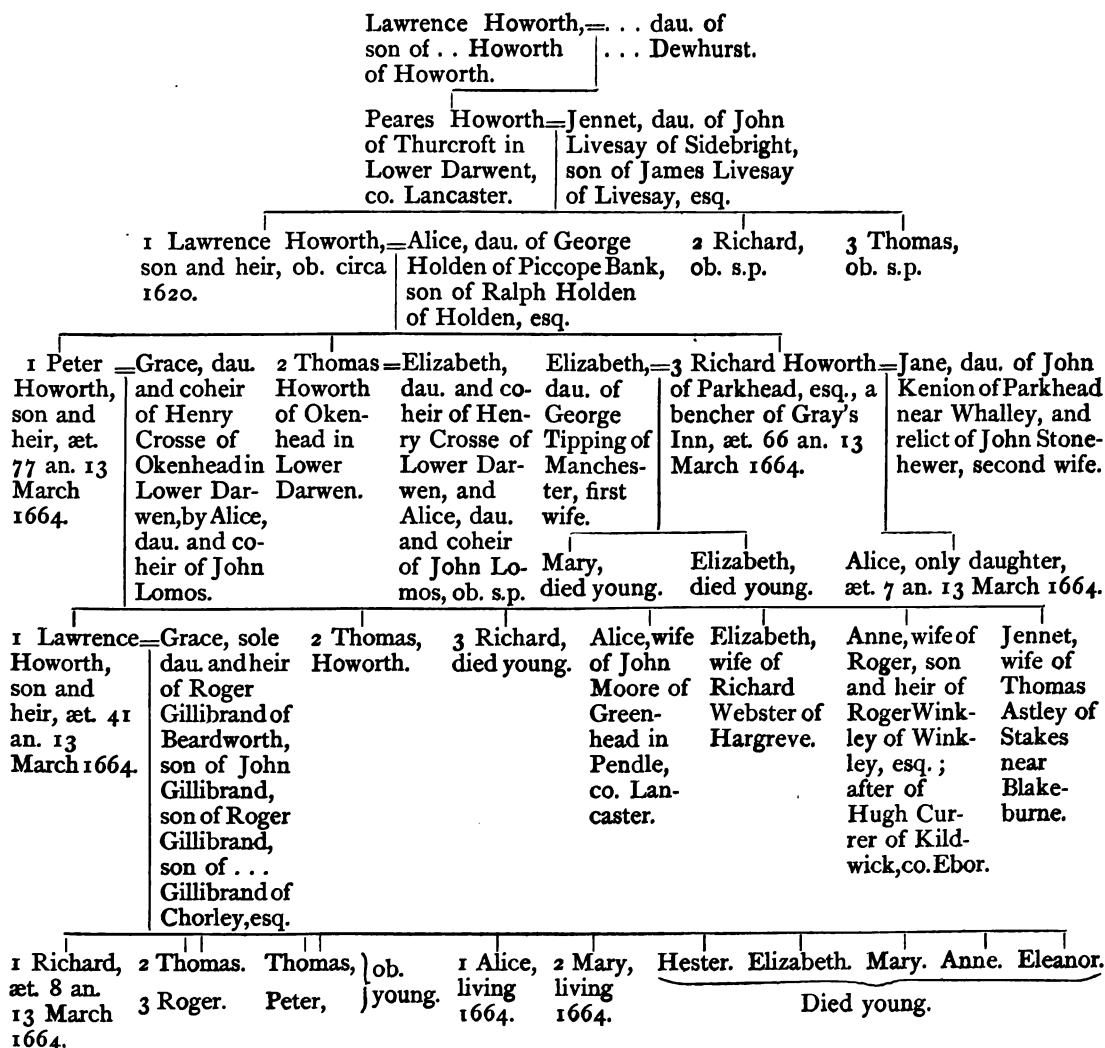 Lawrence Howorth,=. . . dau. of
son of . . Howorth . . . Dewhurst.
of Howorth.
Peares Howorth=Jennet, dau. of John
of Thurcroft in Livesay of Sidebright,
Lower Darwent, son of James Livesay
co. Lancaster. of Livesay, esq.
1 Lawrence Howorth,=Alice, dau. of George
son and heir, ob. circa Holden of Piccope Bank,
1620. son of Ralph Holden
of Holden, esq.
2 Richard,
ob. s.p.
3 Thomas,
ob. s.p.
1 Peter =
Howorth,
son and
heir, æt.
77 an. 13
March
1664.
Grace, dau.
and coheir
of Henry
Crosse of
Okenhead in
Lower Dar-
wen, by Alice,
dau. and co-
heir of John
Lomos.
2 Thomas=
Howorth
of Oken-
head in
Lower
Darwen.
Elizabeth,
dau. and co-
heir of Hen-
ry Crosse of
Lower Dar-
wen, and
Alice, dau.
and coheir
of John Lo-
mos, ob. s.p.
Elizabeth,=
dau. of
George
Tipping of
Manches-
ter, first
wife.
3 Richard Howorth=
of Parkhead, esq., a
bencher of Gray's
Inn, æt. 66 an. 13
March 1664.
Jane, dau. of John
Kenion of Parkhead
near Whalley, and
relict of John Stone-
hewer, second wife.
Mary,
died young.
Elizabeth,
died young.
Alice, only daughter,
æt. 7 an. 13 March 1664.
1 Lawrence=
Howorth,
son and
heir, æt. 41
an. 13
March 1664.
Grace, sole
dau. and heir
of Roger
Gillibrand of
Beardworth,
son of John
Gillibrand,
son of Roger
Gillibrand,
son of . . .
Gillibrand of
Chorley, esq.
2 Thomas,
Howorth.
3 Richard,
died young.
Alice, wife
of John
Moore of
Green-
head in
Pendle,
co. Lan-
caster.
Elizabeth,
wife of
Richard
Webster of
Hargreve.
Anne, wife of
Roger, son
and heir of
Roger Wink-
ley of Wink-
ley, esq. ;
after of
Hugh Cur-
rer of Kild-
wick, co. Ebor.
Jennet,
wife of
Thomas
Astley of
Stakes
near
Blake-
burne.
1 Richard,
æt. 8 an.
13 March
1664.
2 Thomas.
3 Roger.
Thomas,
Peter,
ob.
young.
1 Alice,
living
1664.
2 Mary,
living
1664.
Hester. Elizabeth. Mary. Anne. Eleanor.
Died young.